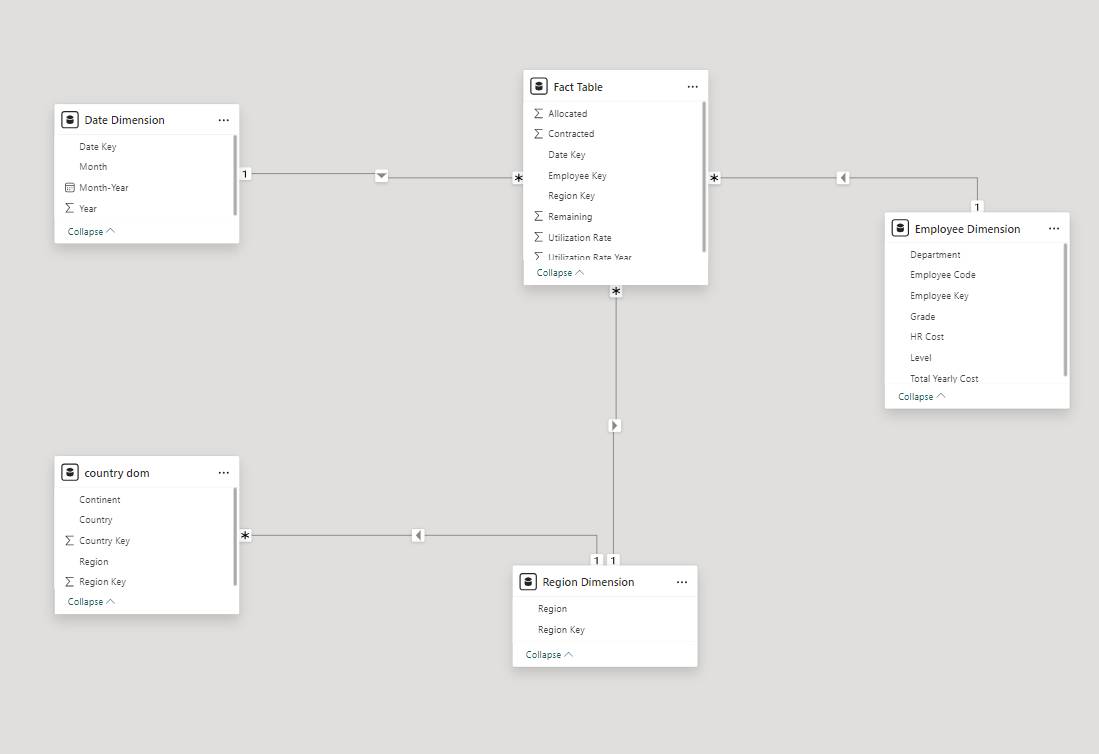 Date Dimension
Date Key
Month
Month-Year
Year
Collapse
1
*
Fact Table
Allocated
Contracted
Date Key
Employee Key
Region Key
Remaining
Utilization Rate
Utilization Rate Year
Collapse
*
*
1
Employee Dimension
Department
Employee Code
Employee Key
Grade
HR Cost
Level
Total Yearly Cost
Collapse
country dom
Continent
Country
Country Key
Region
Region Key
Collapse
*
1 1
Region Dimension
Region
Region Key
Collapse